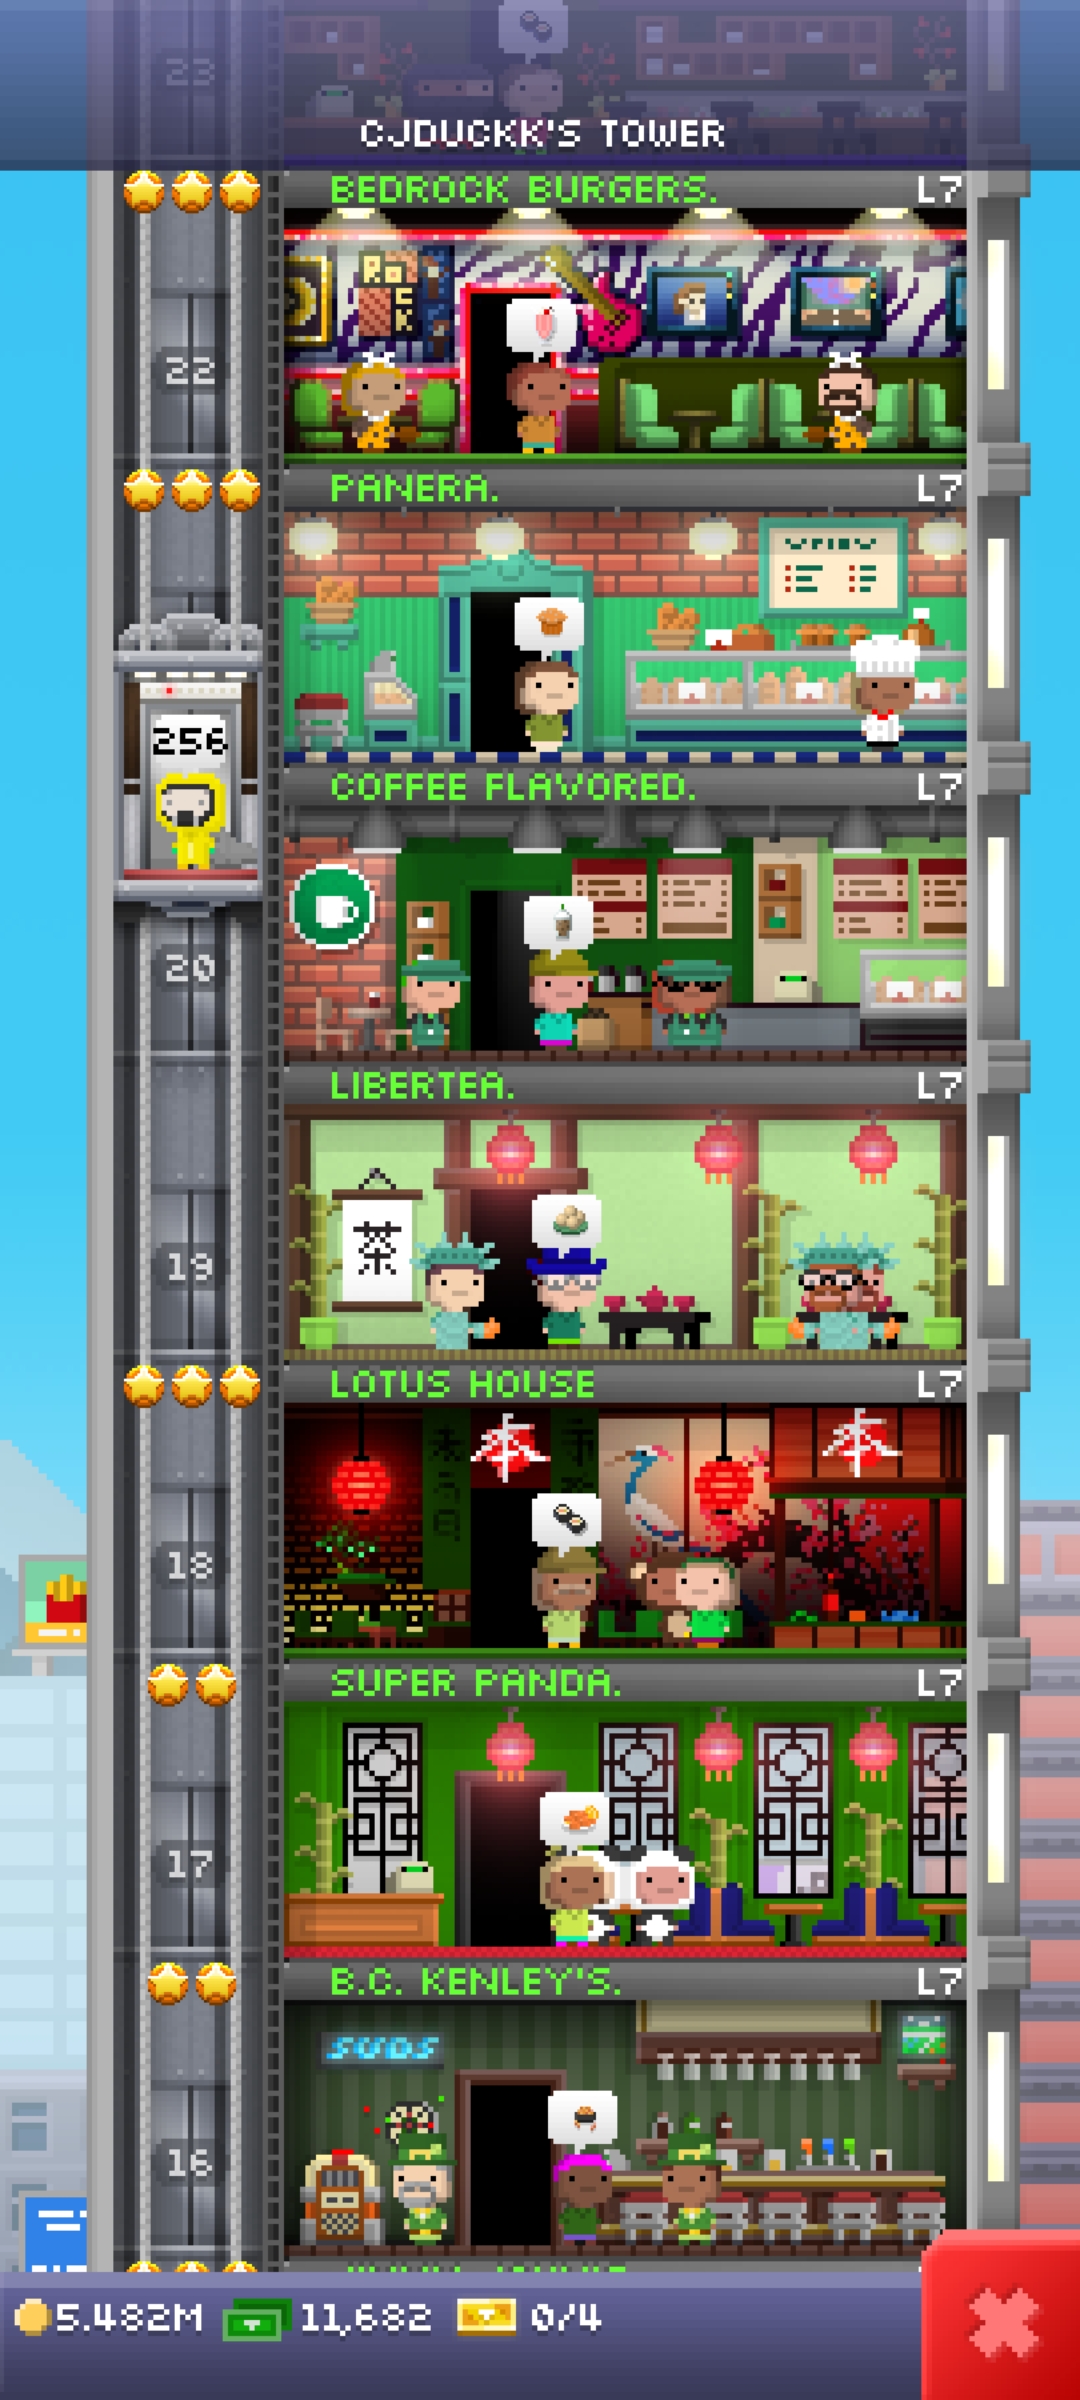 23
CJDUCKK'S TOWER
BEDROCK BURGERS. L7
ROCK
22
PANERA. L7
256
COFFEE FLAVORED. L7
20
LIBERTEA. L7
茶
19
LOTUS HOUSE L7
18
SUPER PANDA. L7
17
B.C. KENLEY'S. L7
SUDS
16
5.482M 11,682 0/4